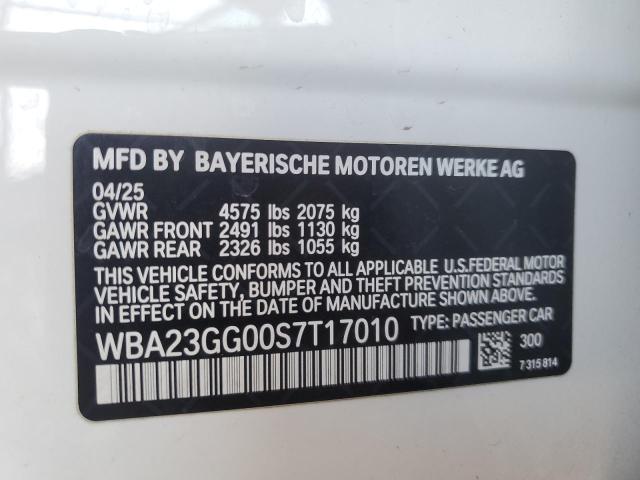 MFD BY BAYERISCHE MOTOREN WERKE AG
04/25
GVWR 4575 lbs 2075 kg
GAWR FRONT 2491 lbs 1130 kg
GAWR REAR 2326 lbs 1055 kg
THIS VEHICLE CONFORMS TO ALL APPLICABLE U.S.FEDERAL MOTOR
VEHICLE SAFETY, BUMPER AND THEFT PREVENTION STANDARDS
IN EFFECT ON THE DATE OF MANUFACTURE SHOWN ABOVE.
WBA23GG00S7T17010 TYPE: PASSENGER CAR
300
7 315 814